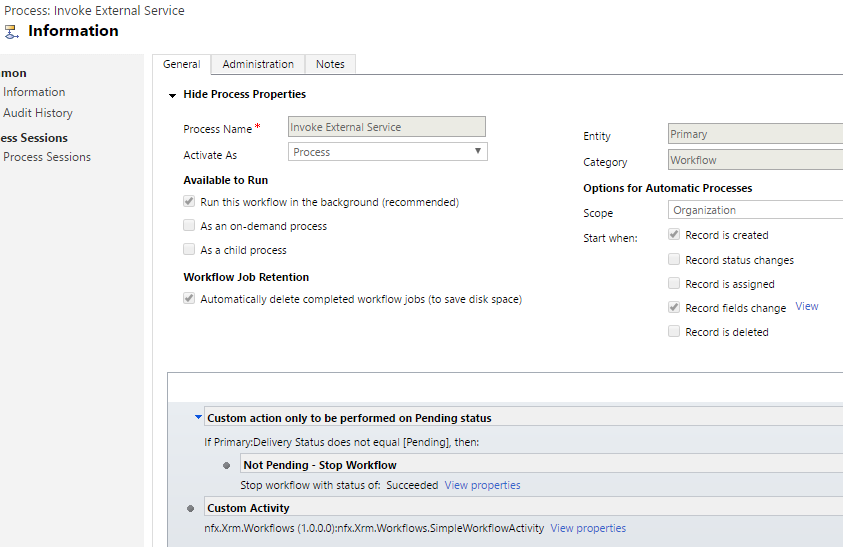 Process: Invoke External Service
Information
mon
Information
Audit History
ess Sessions
Process Sessions
General Administration Notes
Hide Process Properties
Process Name * Invoke External Service
Activate As Process
Available to Run
Run this workflow in the background (recommended)
As an on-demand process
As a child process
Workflow Job Retention
Automatically delete completed workflow jobs (to save disk space)
Entity Primary
Category Workflow
Options for Automatic Processes
Scope Organization
Start when: Record is created
Record status changes
Record is assigned
Record fields change View
Record is deleted
Custom action only to be performed on Pending status
If Primary:Delivery Status does not equal [Pending], then:
Not Pending - Stop Workflow
Stop workflow with status of: Succeeded View properties
Custom Activity
nfx.Xrm.Workflows (1.0.0.0):nfx.Xrm.Workflows.SimpleWorkflowActivity View properties